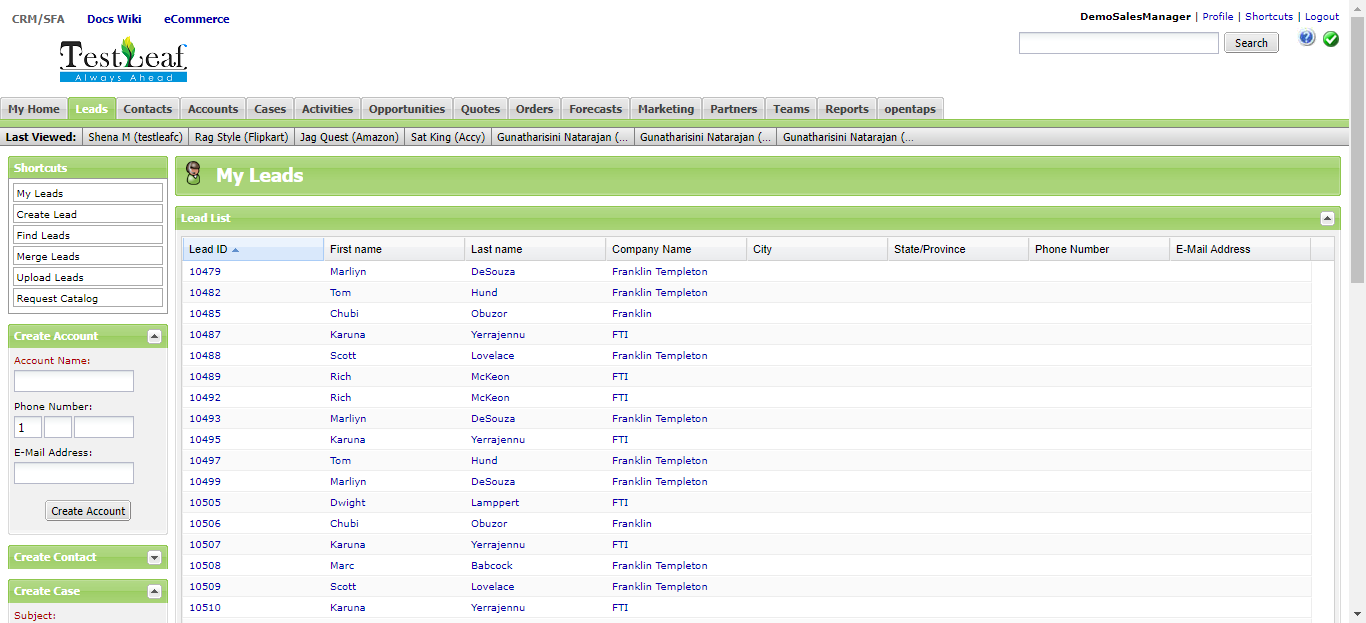 CRM/SFA Docs Wiki eCommerce
DemoSalesManager | Profile | Shortcuts | Logout
TestLeaf
Always Ahead
Search
My Home Leads Contacts Accounts Cases Activities Opportunities Quotes Orders Forecasts Marketing Partners Teams Reports opentaps
Last Viewed: Shena M (testleafc) Rag Style (Flipkart) Jag Quest (Amazon) Sat King (Accy) Gunatharisini Natarajan (... Gunatharisini Natarajan (... Gunatharisini Natarajan (...
Shortcuts
My Leads
Create Lead
Find Leads
Merge Leads
Upload Leads
Request Catalog
Create Account
Account Name:
Phone Number:
1
E-Mail Address:
Create Account
Create Contact
Create Case
Subject:
My Leads
Lead List
Lead ID First name Last name Company Name City State/Province Phone Number E-Mail Address
10479 Marliyn DeSouza Franklin Templeton
10482 Tom Hund Franklin Templeton
10485 Chubi Obuzor Franklin
10487 Karuna Yerrajennu FTI
10488 Scott Lovelace Franklin Templeton
10489 Rich McKeon FTI
10492 Rich McKeon FTI
10493 Marliyn DeSouza Franklin Templeton
10495 Karuna Yerrajennu FTI
10497 Tom Hund Franklin Templeton
10499 Marliyn DeSouza Franklin Templeton
10505 Dwight Lamppert FTI
10506 Chubi Obuzor Franklin
10507 Karuna Yerrajennu FTI
10508 Marc Babcock Franklin Templeton
10509 Scott Lovelace Franklin Templeton
10510 Karuna Yerrajennu FTI